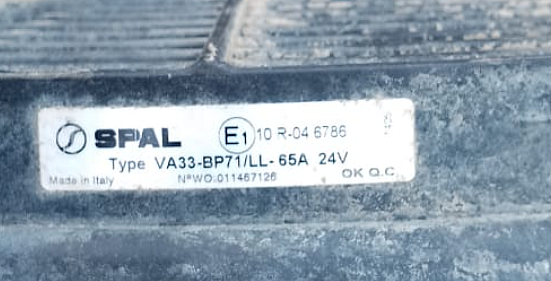 SPAL E1 10 R-04 6786
Type VA33-BP71/LL-65A 24V
Made in Italy N°WO:011467126 OK Q.C.